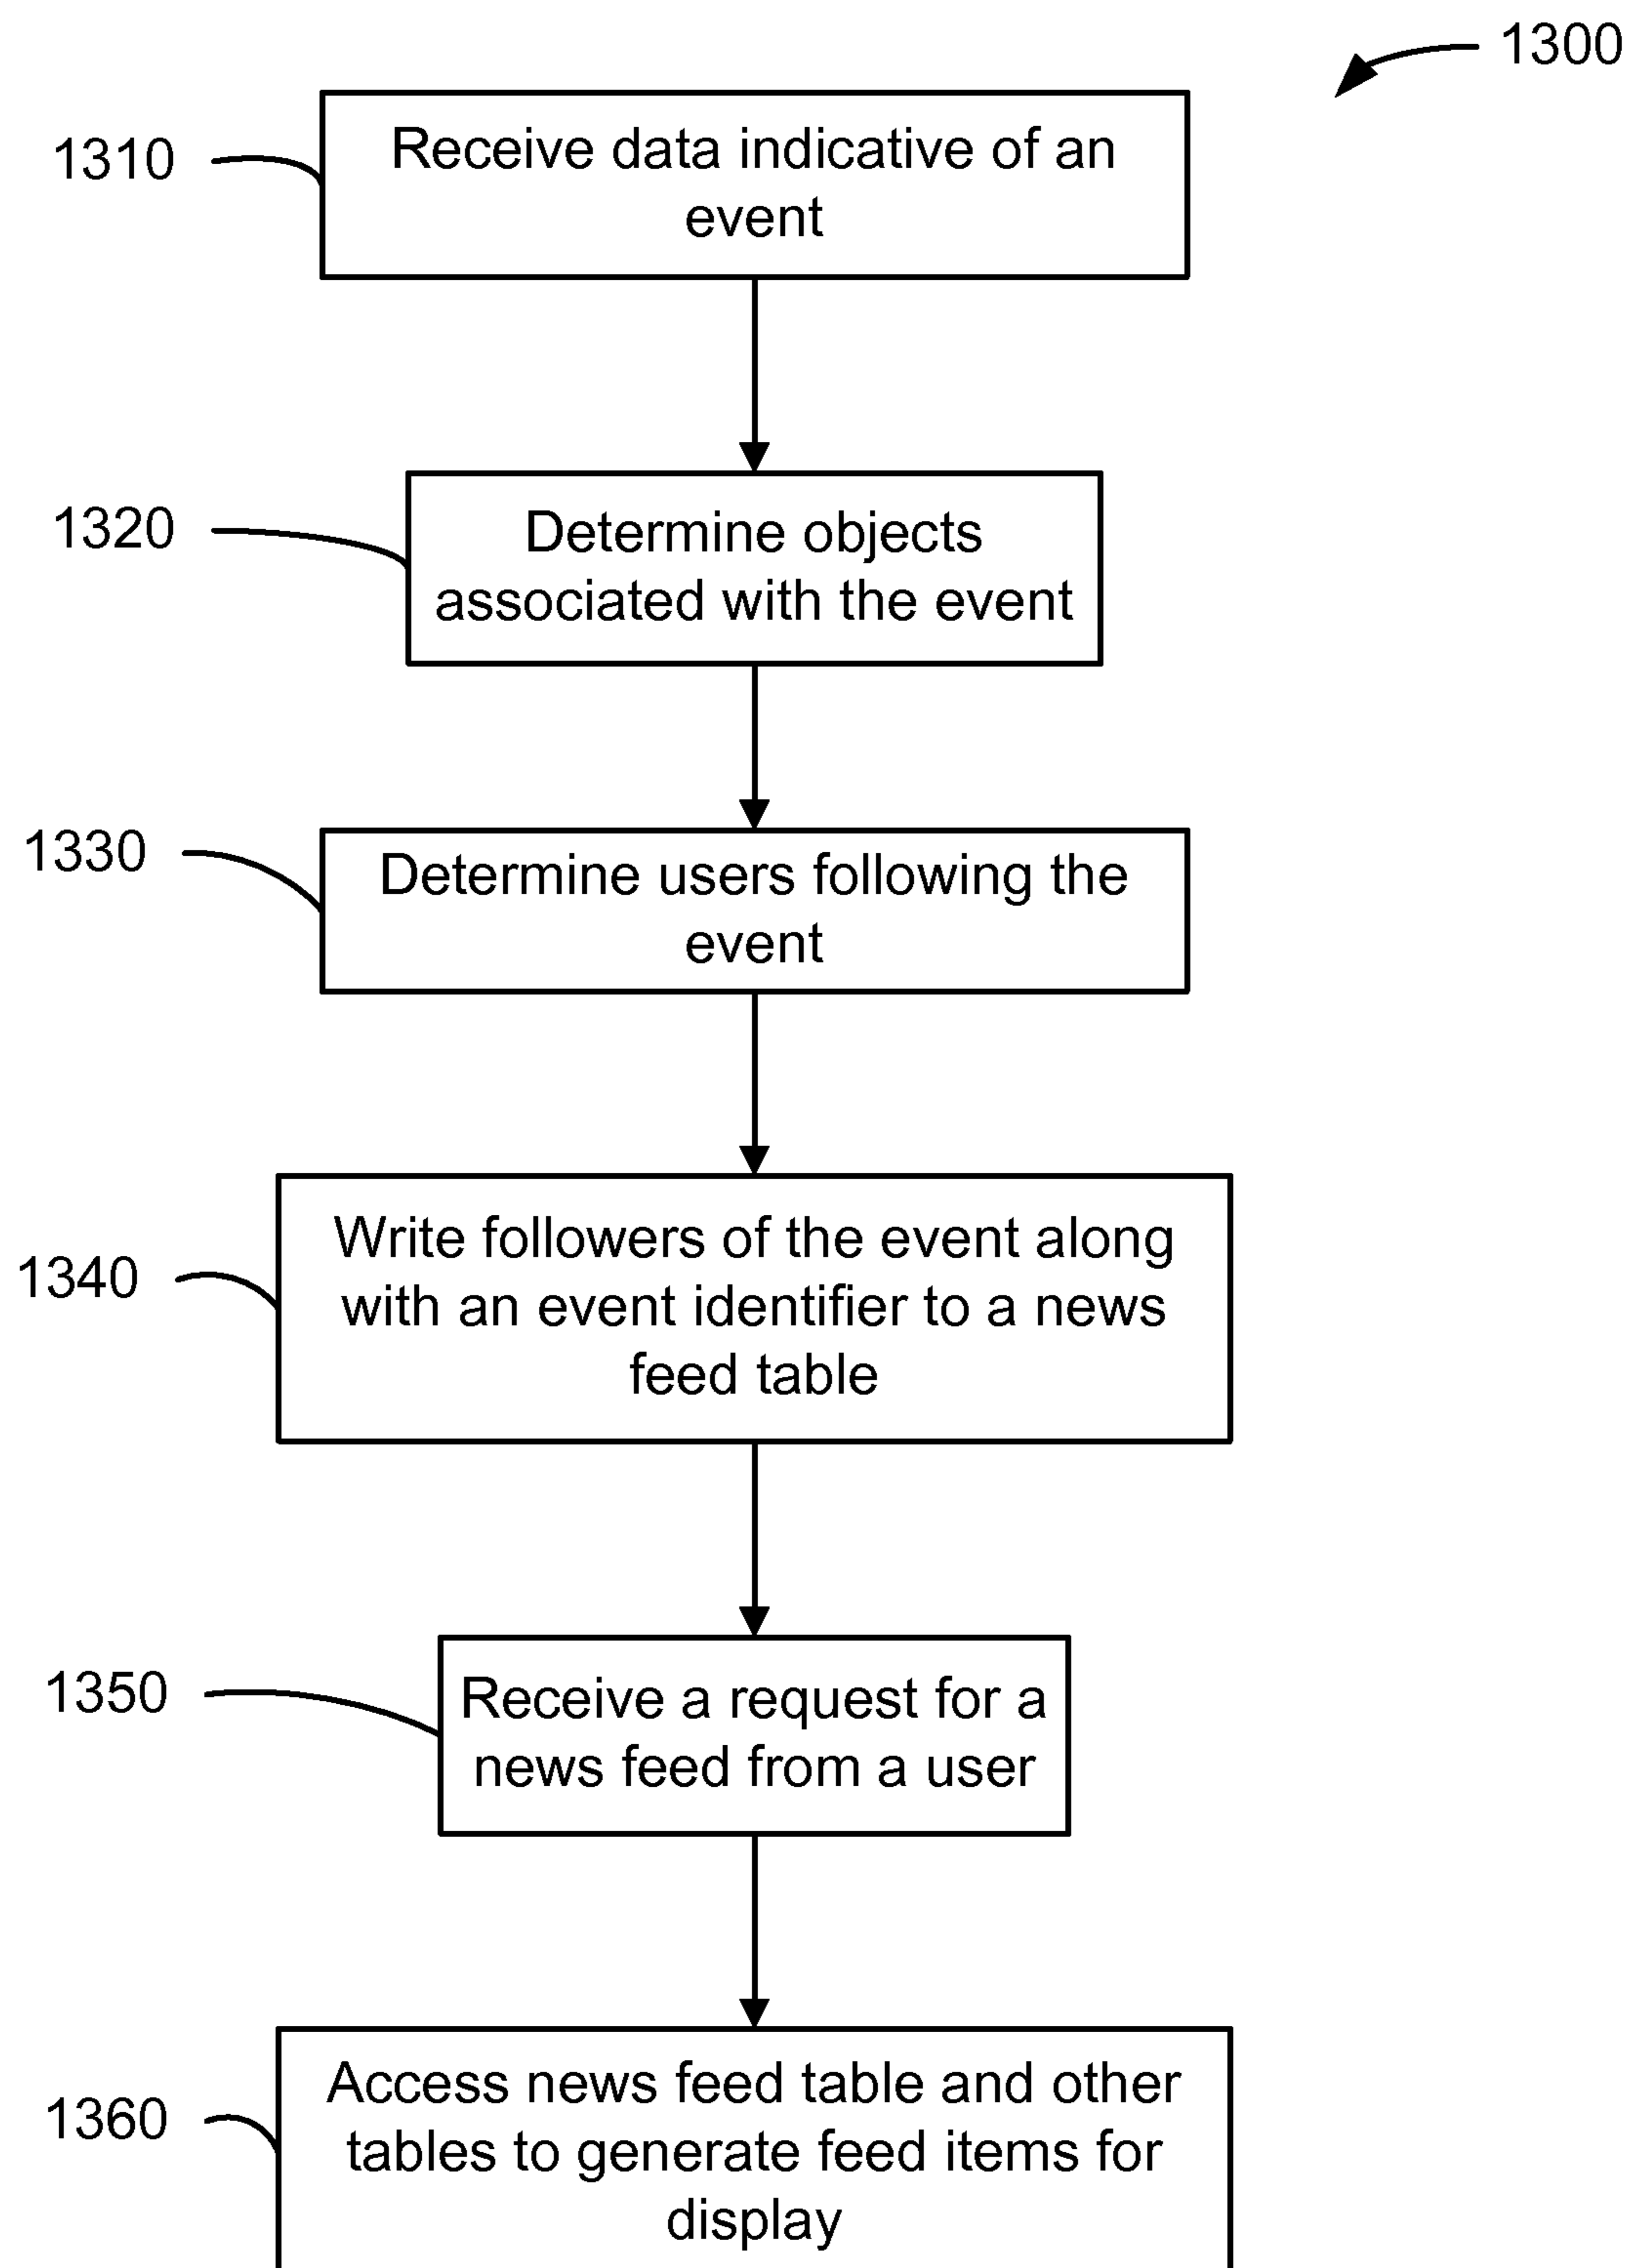 1300
1310
Receive data indicative of an
event
1320
Determine objects
associated with the event
1330
Determine users following the
event
1340
Write followers of the event along
with an event identifier to a news
feed table
1350
Receive a request for a
news feed from a user
1360
Access news feed table and other
tables to generate feed items for
display